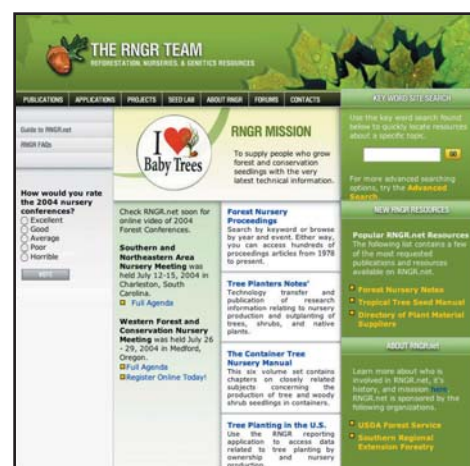 THE RNGR TEAM
REFORESTATION, NURSERIES, & GENETICS RESOURCES
PUBLICATIONS APPLICATIONS PROJECTS SEED LAB ABOUT RNGR FORUMS CONTACTS
Guide to RNGR.net
RNGR FAQs
How would you rate
the 2004 nursery
conferences?
Excellent
Good
Average
Poor
Horrible
VOTE
I
Baby Trees
RNGR MISSION
To supply people who grow
forest and conservation
seedlings with the very
latest technical information.
Check RNGR.net soon for
online video of 2004
Forest Conferences.
Southern and
Northeastern Area
Nursery Meeting was
held July 12-15, 2004 in
Charleston, South
Carolina.
Full Agenda
Western Forest and
Conservation Nursery
Meeting was held July 26
- 29, 2004 in Medford,
Oregon.
Full Agenda
Register Online Today!
Forest Nursery
Proceedings
Search by keyword or browse
by year and event. Either way,
you can access hundreds of
proceedings articles from 1978
to present.
Tree Planters Notes'
Technology transfer and
publication of research
information relating to nursery
production and outplanting of
trees, shrubs, and native
plants.
The Container Tree
Nursery Manual
This six volume set contains
chapters on closely related
subjects concerning the
production of tree and woody
shrub seedlings in containers.
Tree Planting in the U.S.
Use the RNGR reporting
application to access data
related to tree planting by
ownership and nursery
production.
KEY WORD SITE SEARCH
Use the key word search found
below to quickly locate resources
about a specific topic.
GO
For more advanced searching
options, try the Advanced
Search.
NEW RNGR RESOURCES
Popular RNGR.net Resources
The following list contains a few
of the most requested
publications and resources
available on RNGR.net.
Forest Nursery Notes
Tropical Tree Seed Manual
Directory of Plant Material
Suppliers
ABOUT RNGR.net
Learn more about who is
involved in RNGR.net, it's
history, and mission here.
RNGR.net is sponsored by the
following organizations.
USDA Forest Service
Southern Regional
Extension Forestry